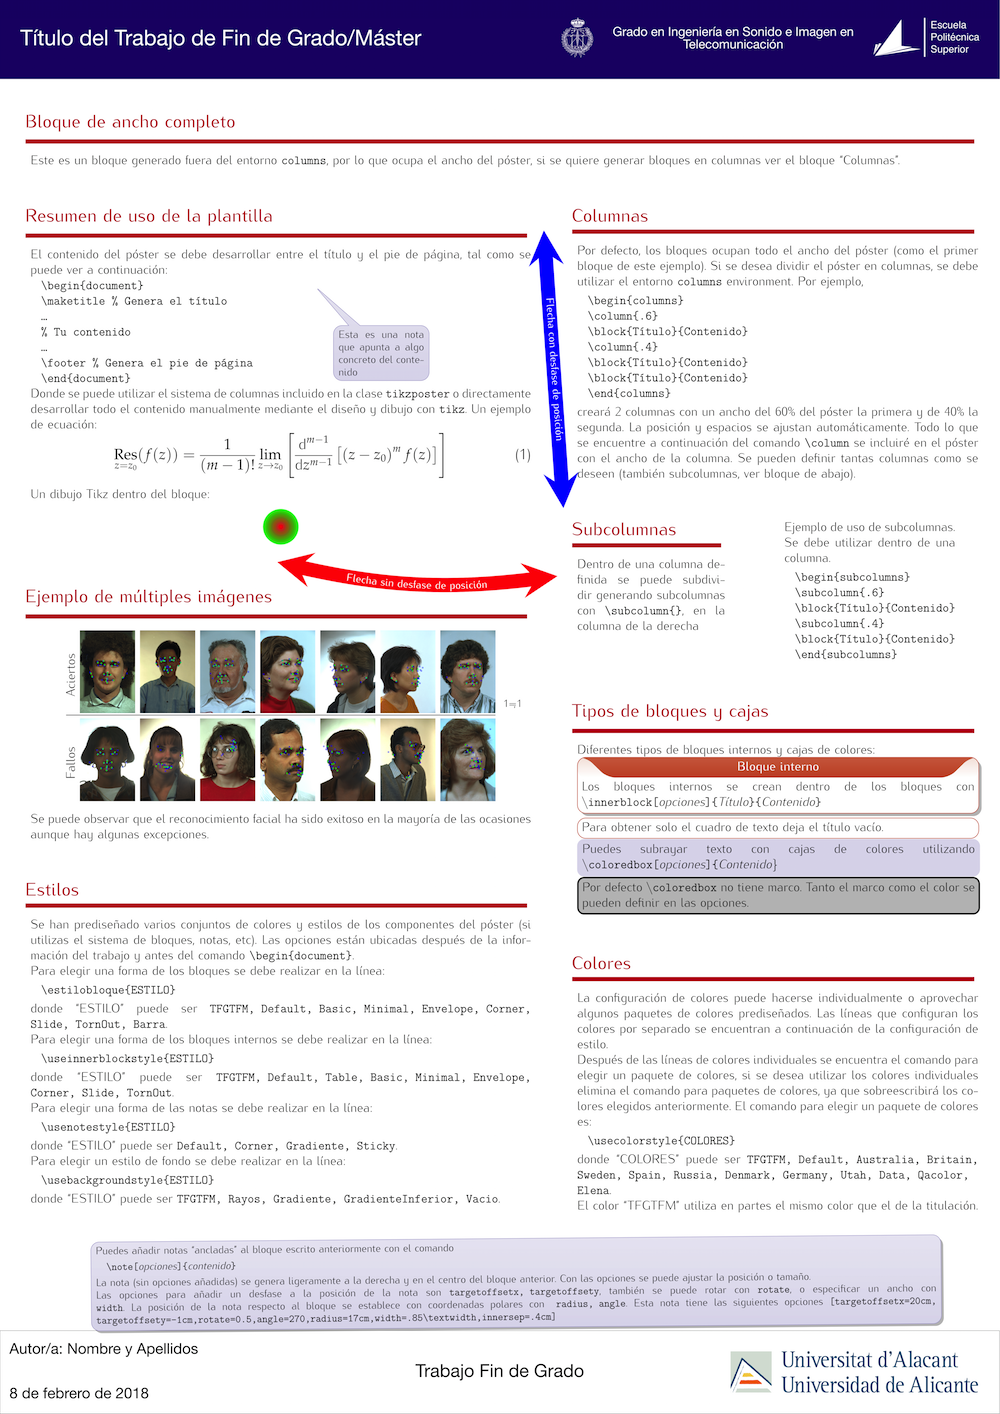 Título del Trabajo de Fin de Grado/Máster
Grado en Ingeniería en Sonido e Imagen en
Telecomunicación
Escuela
Politécnica
Superior
Bloque de ancho completo
Este es un bloque generado fuera del entorno columns, por lo que ocupa el ancho del póster, si se quiere generar bloques en columnas ver el bloque “Columnas”.
Resumen de uso de la plantilla
El contenido del póster se debe desarrollar entre el título y el pie de página, tal como se
puede ver a continuación:
\begin{document}
\maketitle % Genera el título
…
% Tu contenido
…
\footer % Genera el pie de página
\end{document}
Esta es una nota
que apunta a algo
concreto del conte-
nido
Donde se puede utilizar el sistema de columnas incluido en la clase tikzposter o directamente
desarrollar todo el contenido manualmente mediante el diseño y dibujo con tikz. Un ejemplo
de ecuación:
Res_{z=z_0}(f(z)) = \frac{1}{(m − 1)!} \lim_{z→z_0} [ \frac{d^{m−1}}{dz^{m−1}} [(z − z_0)^m f(z)] ] (1)
Un dibujo Tikz dentro del bloque:
Flecha sin desfase de posición
Flecha con desfase de posición
Ejemplo de múltiples imágenes
Aciertos
1≒1
Fallos
Se puede observar que el reconocimiento facial ha sido exitoso en la mayoría de las ocasiones
aunque hay algunas excepciones.
Estilos
Se han prediseñado varios conjuntos de colores y estilos de los componentes del póster (si
utilizas el sistema de bloques, notas, etc). Las opciones están ubicadas después de la infor-
mación del trabajo y antes del comando \begin{document}.
Para elegir una forma de los bloques se debe realizar en la línea:
\estilobloque{ESTILO}
donde “ESTILO” puede ser TFGTFM, Default, Basic, Minimal, Envelope, Corner,
Slide, TornOut, Barra.
Para elegir una forma de los bloques internos se debe realizar en la línea:
\useinnerblockstyle{ESTILO}
donde “ESTILO” puede ser TFGTFM, Default, Table, Basic, Minimal, Envelope,
Corner, Slide, TornOut.
Para elegir una forma de las notas se debe realizar en la línea:
\usenotestyle{ESTILO}
donde “ESTILO” puede ser Default, Corner, Gradiente, Sticky.
Para elegir un estilo de fondo se debe realizar en la línea:
\usebackgroundstyle{ESTILO}
donde “ESTILO” puede ser TFGTFM, Rayos, Gradiente, GradienteInferior, Vacio.
Columnas
Por defecto, los bloques ocupan todo el ancho del póster (como el primer
bloque de este ejemplo). Si se desea dividir el póster en columnas, se debe
utilizar el entorno columns environment. Por ejemplo,
\begin{columns}
\column{.6}
\block{Título}{Contenido}
\column{.4}
\block{Título}{Contenido}
\block{Título}{Contenido}
\end{columns}
creará 2 columnas con un ancho del 60% del póster la primera y de 40% la
segunda. La posición y espacios se ajustan automáticamente. Todo lo que
se encuentre a continuación del comando \column se incluiré en el póster
con el ancho de la columna. Se pueden definir tantas columnas como se
deseen (también subcolumnas, ver bloque de abajo).
Subcolumnas
Dentro de una columna de-
finida se puede subdivi-
dir generando subcolumnas
con \subcolumn{}, en la
columna de la derecha
Ejemplo de uso de subcolumnas.
Se debe utilizar dentro de una
columna.
\begin{subcolumns}
\subcolumn{.6}
\block{Título}{Contenido}
\subcolumn{.4}
\block{Título}{Contenido}
\end{subcolumns}
Tipos de bloques y cajas
Diferentes tipos de bloques internos y cajas de colores:
Bloque interno
Los bloques internos se crean dentro de los bloques con
\innerblock[opciones]{Título}{Contenido}
Para obtener solo el cuadro de texto deja el título vacío.
Puedes subrayar texto con cajas de colores utilizando
\coloredbox[opciones]{Contenido}
Por defecto \coloredbox no tiene marco. Tanto el marco como el color se
pueden definir en las opciones.
Colores
La configuración de colores puede hacerse individualmente o aprovechar
algunos paquetes de colores prediseñados. Las líneas que configuran los
colores por separado se encuentran a continuación de la configuración de
estilo.
Después de las líneas de colores individuales se encuentra el comando para
elegir un paquete de colores, si se desea utilizar los colores individuales
elimina el comando para paquetes de colores, ya que sobreescribirá los co-
lores elegidos anteriormente. El comando para elegir un paquete de colores
es:
\usecolorstyle{COLORES}
donde “COLORES” puede ser TFGTFM, Default, Australia, Britain,
Sweden, Spain, Russia, Denmark, Germany, Utah, Data, Qacolor,
Elena.
El color “TFGTFM” utiliza en partes el mismo color que el de la titulación.
Puedes añadir notas “ancladas” al bloque escrito anteriormente con el comando
\note[opciones]{contenido}
La nota (sin opciones añadidas) se genera ligeramente a la derecha y en el centro del bloque anterior. Con las opciones se puede ajustar la posición o tamaño.
Las opciones para añadir un desfase a la posición de la nota son targetoffsetx, targetoffsety, también se puede rotar con rotate, o especificar un ancho con
width. La posición de la nota respecto al bloque se establece con coordenadas polares con radius, angle. Esta nota tiene las siguientes opciones [targetoffsetx=20cm,
targetoffsety=-1cm,rotate=0.5,angle=270,radius=17cm,width=.85\textwidth,innersep=.4cm]
Autor/a: Nombre y Apellidos
8 de febrero de 2018
Trabajo Fin de Grado
Universitat d'Alacant
Universidad de Alicante